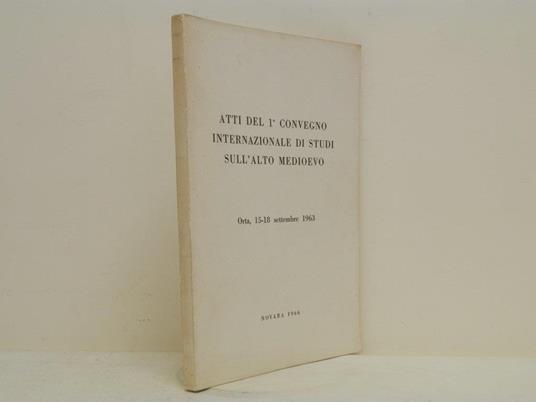 ATTI DEL 1° CONVEGNO
INTERNAZIONALE DI STUDI
SULL'ALTO MEDIOEVO
Orta, 15-18 settembre 1963
NOVARA 1966